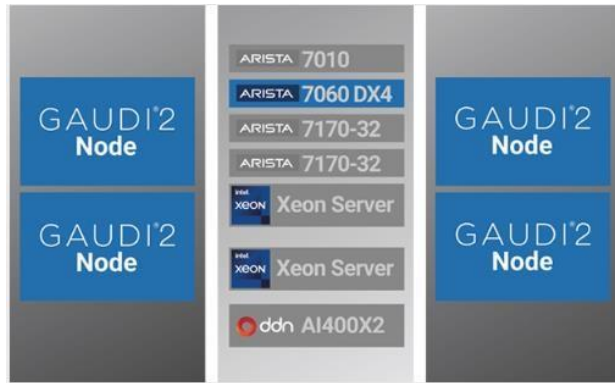 GAUDI®2
Node
GAUDI®2
Node
ARISTA 7010
ARISTA 7060 DX4
ARISTA 7170-32
ARISTA 7170-32
intel.
xeon Xeon Server
intel.
xeon Xeon Server
ddn AI400X2
GAUDI®2
Node
GAUDI®2
Node